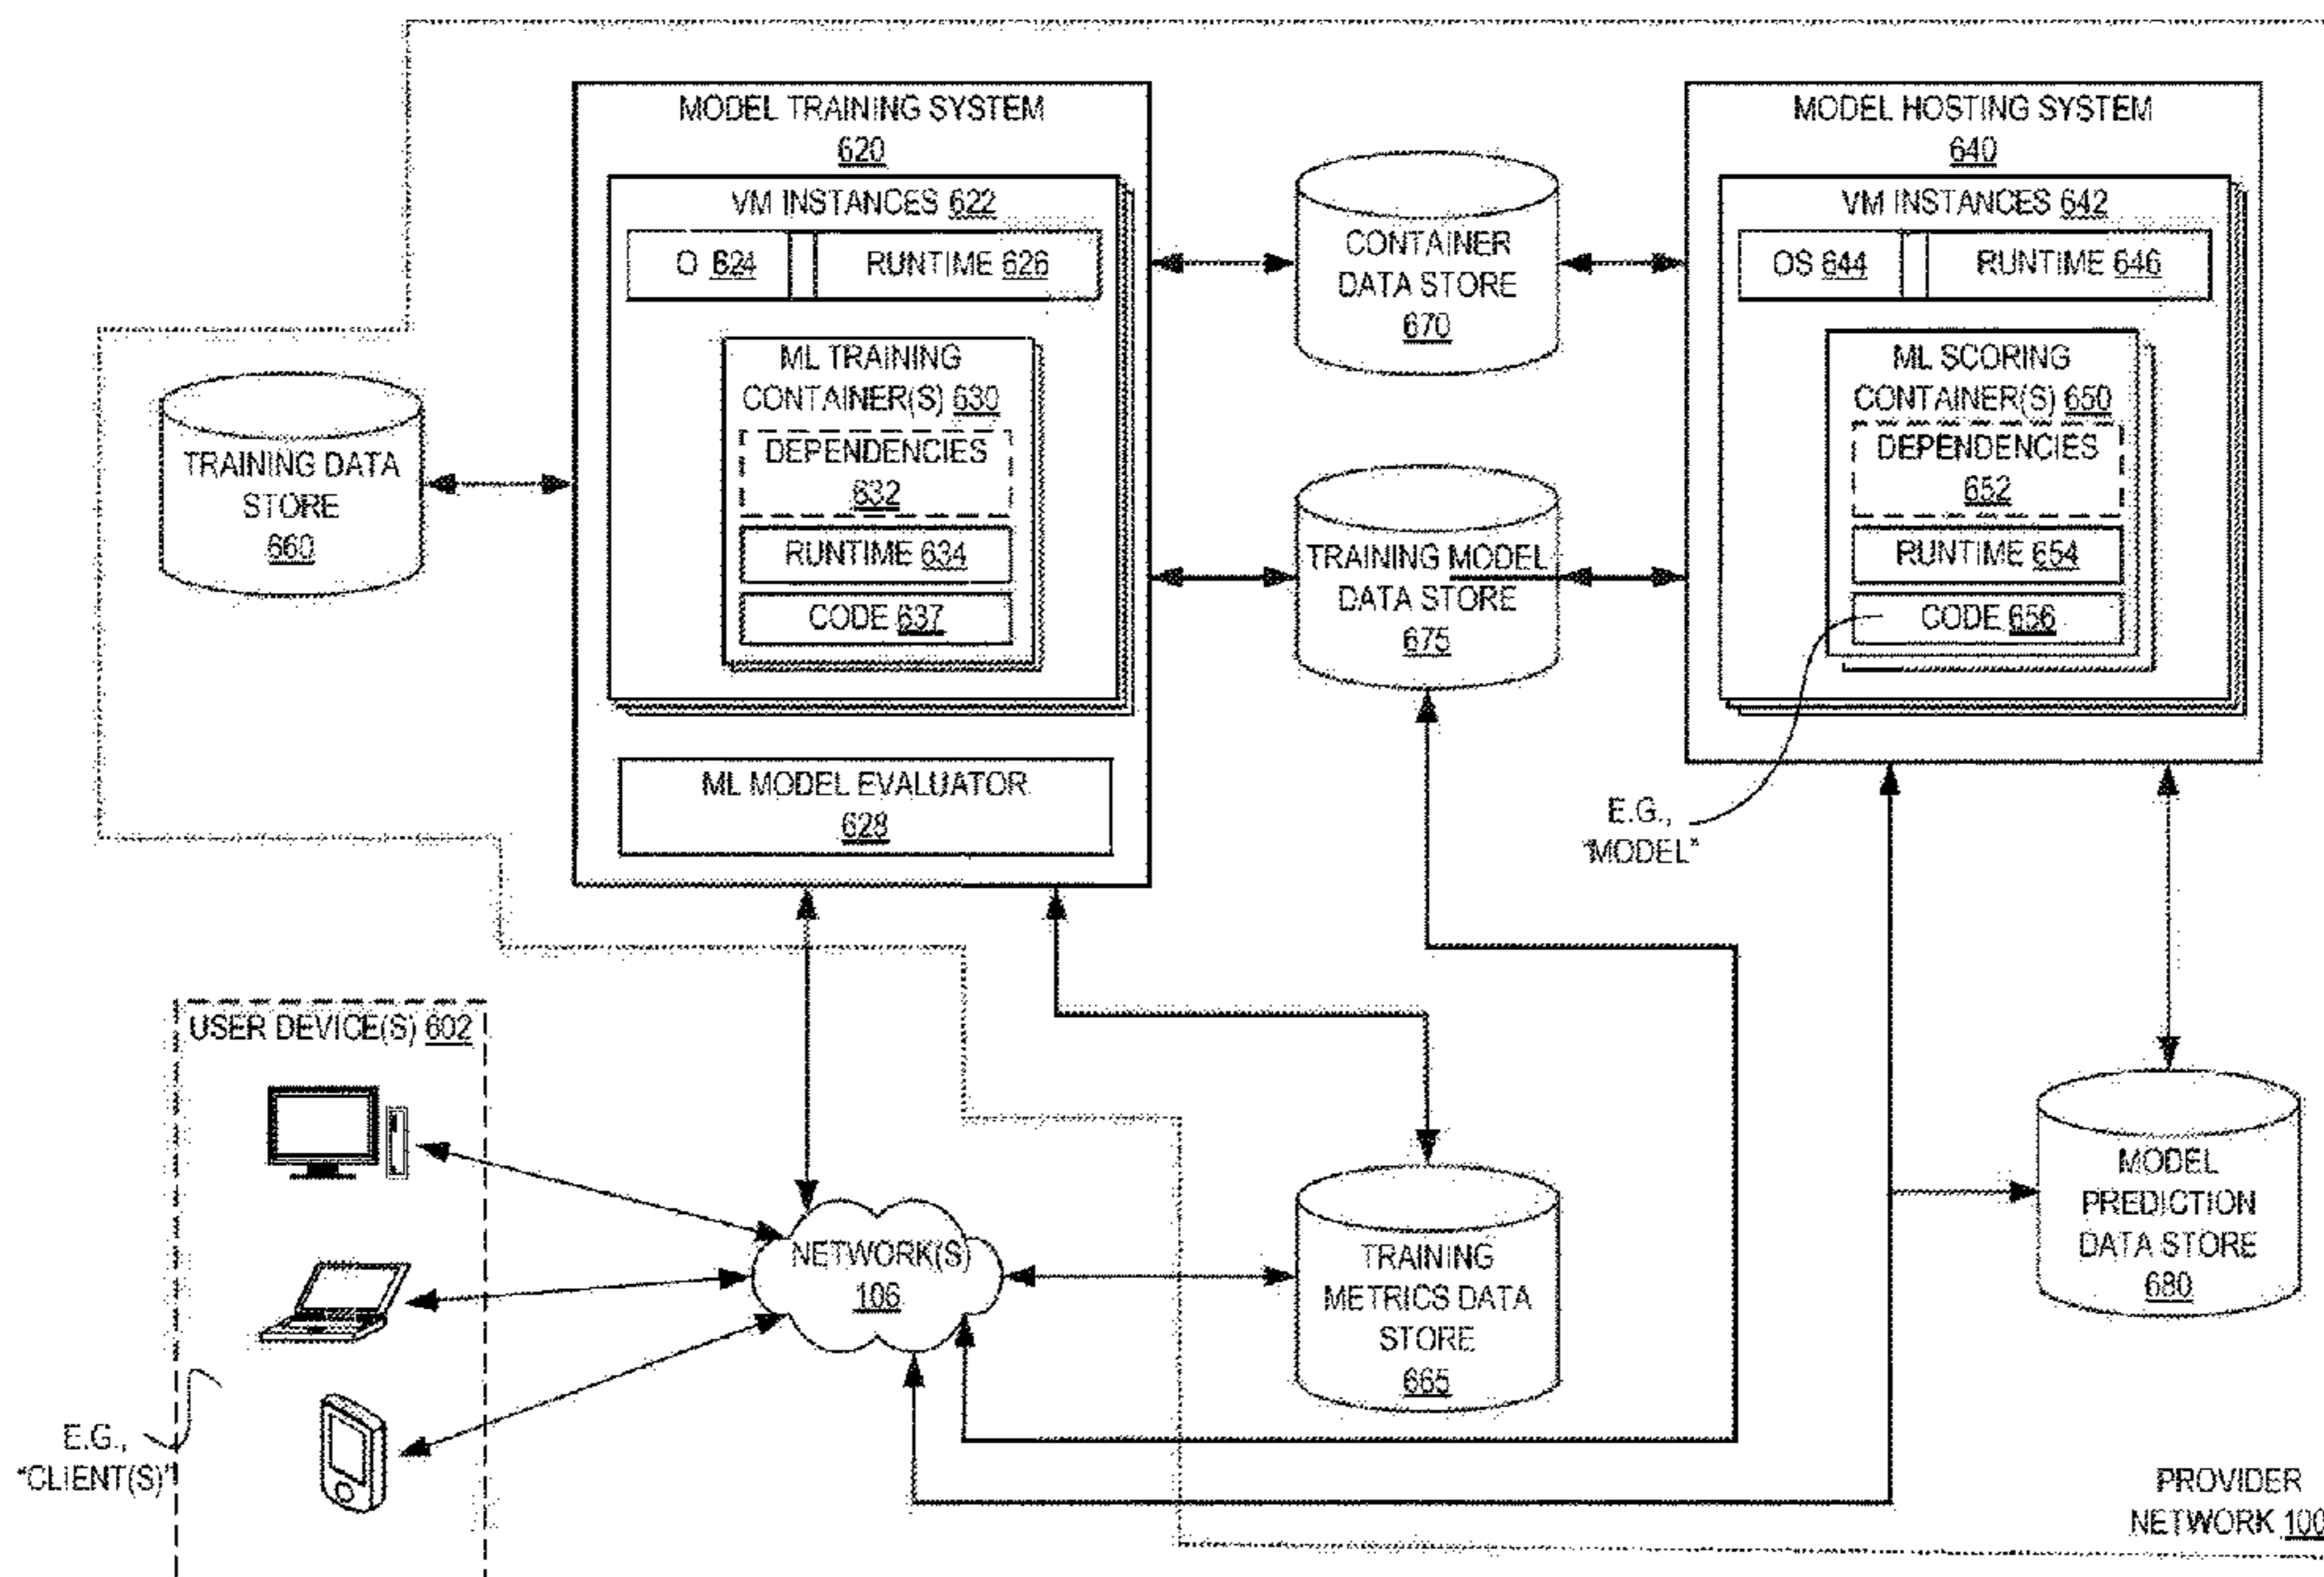 MODEL TRAINING SYSTEM
620
VM INSTANCES 622
O 624
RUNTIME 626
ML TRAINING
CONTAINER(S) 630
DEPENDENCIES
632
RUNTIME 634
CODE 637
ML MODEL EVALUATOR
628
TRAINING DATA
STORE
660
CONTAINER
DATA STORE
670
TRAINING MODEL
DATA STORE
675
MODEL HOSTING SYSTEM
640
VM INSTANCES 642
OS 644
RUNTIME 646
ML SCORING
CONTAINER(S) 650
DEPENDENCIES
652
RUNTIME 654
CODE 656
E.G.,
"MODEL"
USER DEVICE(S) 602
E.G.,
"CLIENT(S)"
NETWORK(S)
106
TRAINING
METRICS DATA
STORE
665
MODEL
PREDICTION
DATA STORE
680
PROVIDER
NETWORK 100